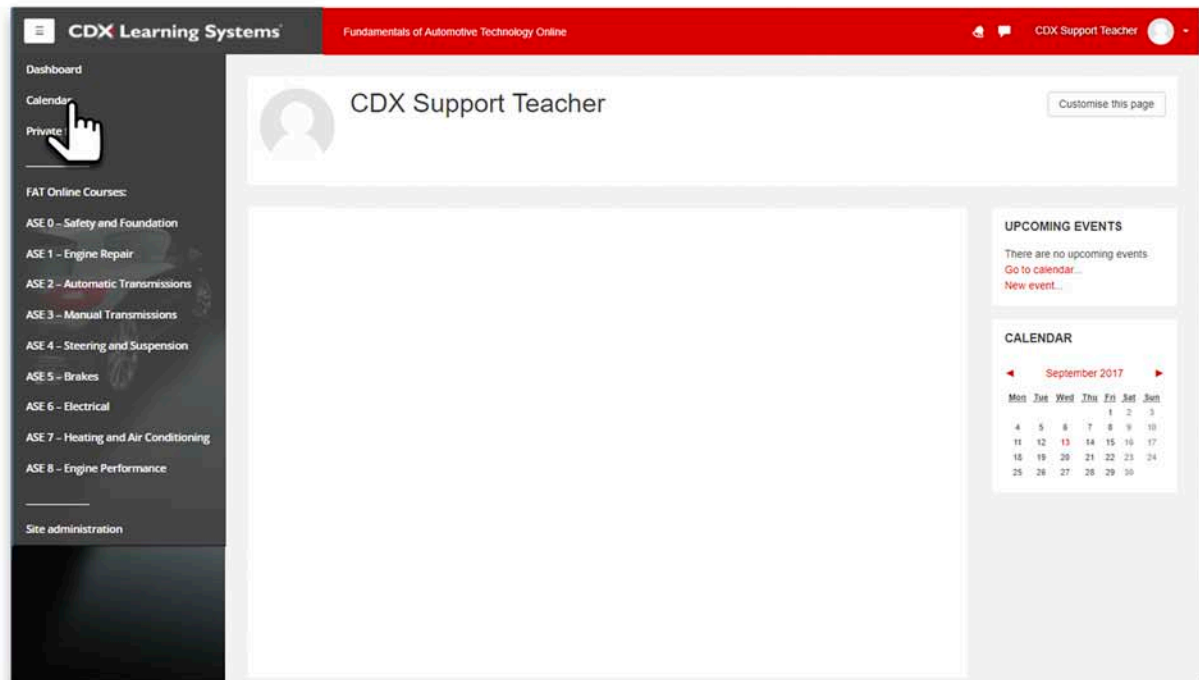 CDX Learning Systems
Fundamentals of Automotive Technology Online
CDX Support Teacher
Dashboard
Calendar
Private
FAT Online Courses:
ASE 0 – Safety and Foundation
ASE 1 – Engine Repair
ASE 2 – Automatic Transmissions
ASE 3 – Manual Transmissions
ASE 4 – Steering and Suspension
ASE 5 – Brakes
ASE 6 – Electrical
ASE 7 – Heating and Air Conditioning
ASE 8 – Engine Performance
Site administration
CDX Support Teacher
Customise this page
UPCOMING EVENTS
There are no upcoming events
Go to calendar...
New event...
CALENDAR
◄ September 2017 ►
Mon Tue Wed Thu Fri Sat Sun
1 2 3
4 5 6 7 8 9 10
11 12 13 14 15 16 17
18 19 20 21 22 23 24
25 26 27 28 29 30